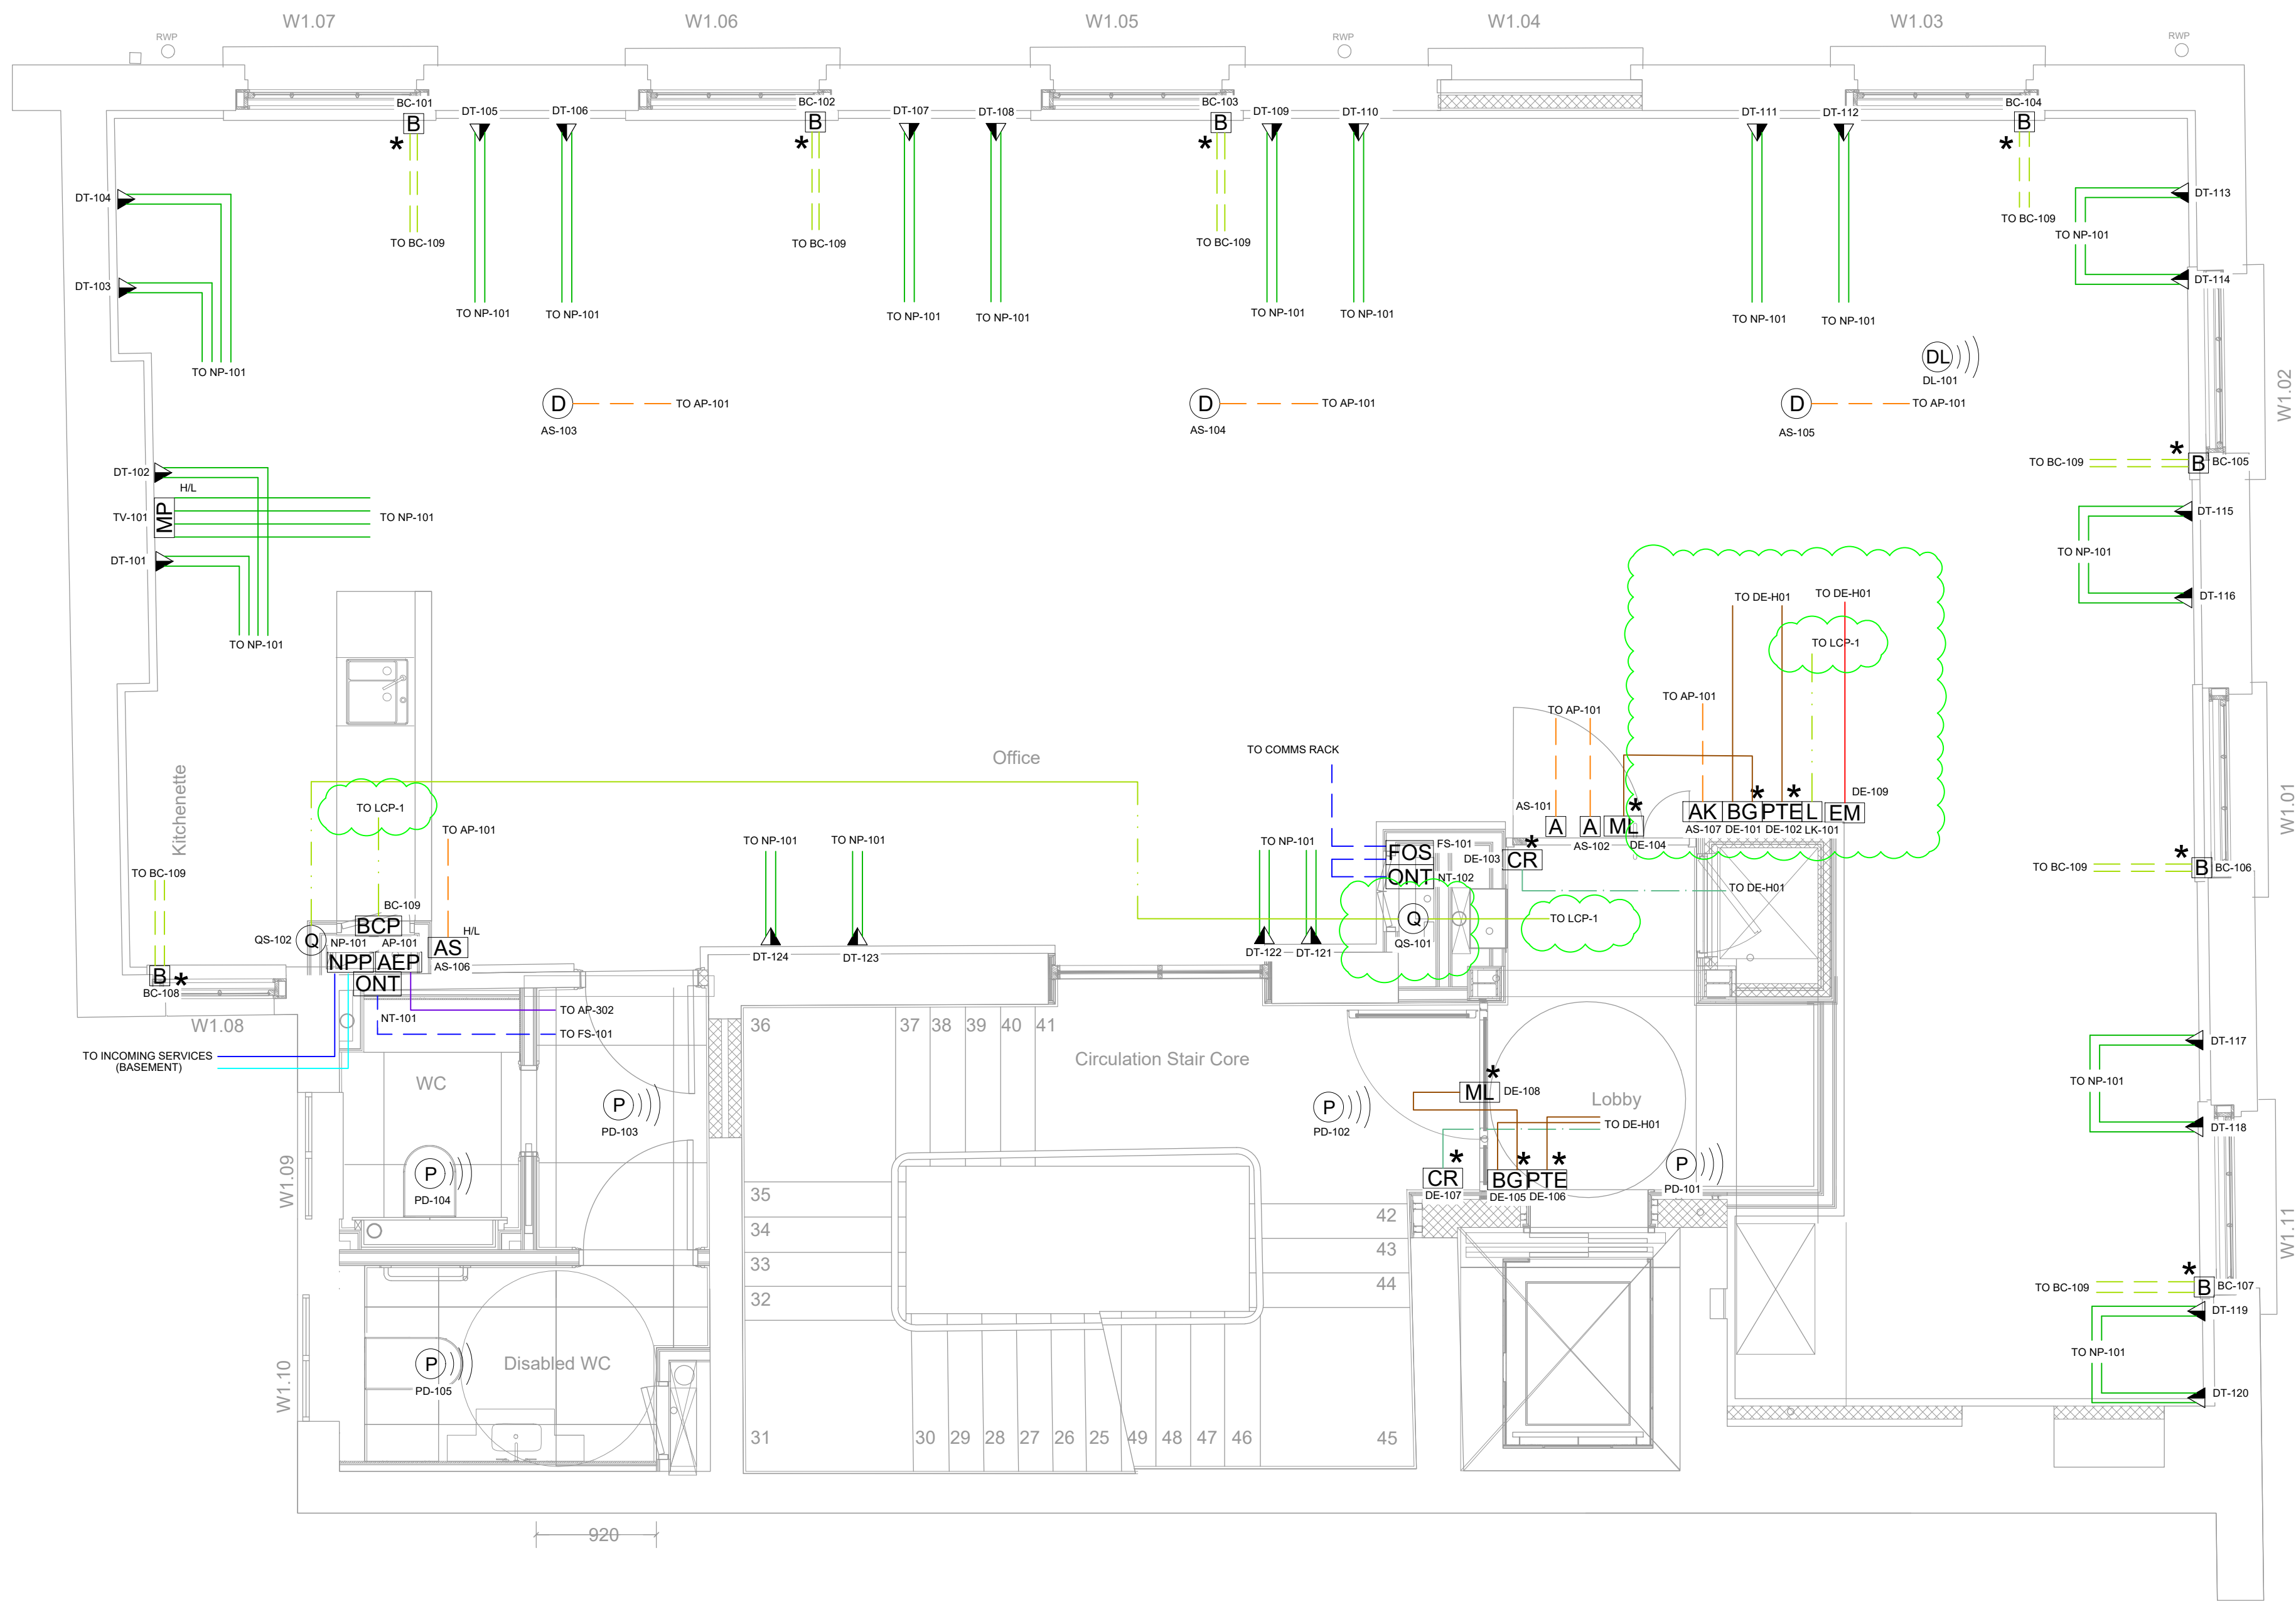 W1.07
W1.06
W1.05
W1.04
W1.03
RWP
RWP
RWP
BC-101
DT-105
DT-106
BC-102
DT-107
DT-108
BC-103
DT-109
DT-110
DT-111
DT-112
BC-104
B
*
B
*
B
*
B
*
DT-104
DT-113
TO BC-109
TO BC-109
TO BC-109
TO BC-109
TO NP-101
DT-103
DT-114
TO NP-101
TO NP-101
TO NP-101
TO NP-101
TO NP-101
TO NP-101
TO NP-101
TO NP-101
TO NP-101
DL
DL-101
W1.02
D
TO AP-101
AS-103
D
TO AP-101
AS-104
D
TO AP-101
AS-105
DT-102
H/L
TV-101
MP
TO NP-101
DT-101
TO NP-101
*
TO BC-109
B
BC-105
DT-115
TO NP-101
DT-116
TO DE-H01
TO DE-H01
TO LCP-1
TO AP-101
TO AP-101
W1.01
Office
TO COMMS RACK
Kitchenette
TO LCP-1
TO AP-101
TO NP-101
TO NP-101
TO NP-101
AS-101
A
A
ML
*
AS-102
DE-104
AK
BG
*
PTE
*
L
EM
DE-109
AS-107
DE-101
DE-102
LK-101
FOS
FS-101
ONT
NT-102
DE-103
CR
*
TO DE-H01
TO BC-109
*
B
BC-106
TO BC-109
BC-109
BCP
QS-102
Q
NP-101
AP-101
H/L
AS
AS-106
NPP
AEP
ONT
NT-101
B
*
BC-108
W1.08
DT-124
DT-123
DT-122
DT-121
Q
QS-101
TO LCP-1
TO AP-302
TO FS-101
TO INCOMING SERVICES
(BASEMENT)
36
37
38
39
40
41
Circulation Stair Core
DT-117
TO NP-101
DT-118
WC
P
PD-103
P
PD-102
ML
*
DE-108
Lobby
TO DE-H01
W1.09
P
PD-104
CR
*
DE-107
BG
*
PTE
*
DE-105
DE-106
P
PD-101
35
34
33
32
42
43
44
W1.11
*
TO BC-109
B
BC-107
DT-119
TO NP-101
DT-120
W1.10
P
PD-105
Disabled WC
31
30
29
28
27
26
25
49
48
47
46
45
920